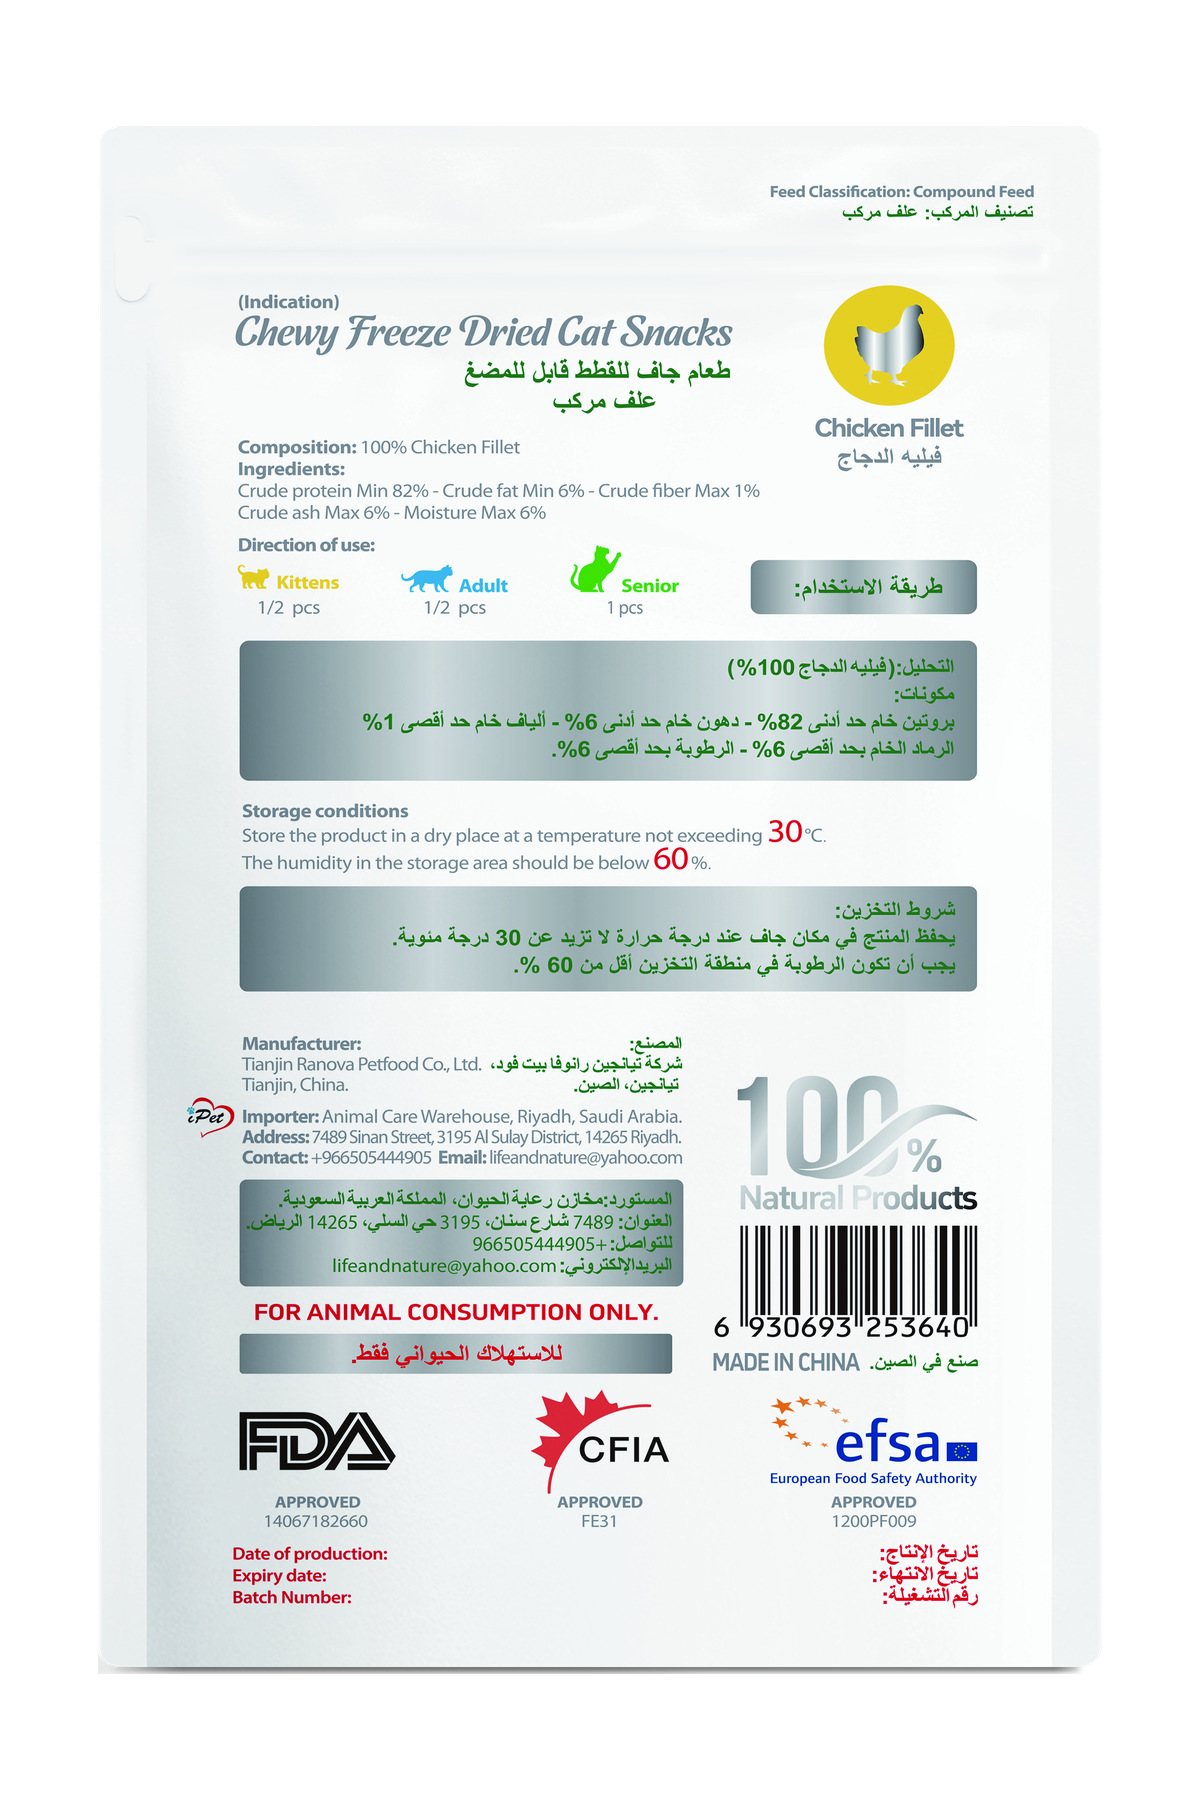 Feed Classification: Compound Feed
تصنيف المركب: علف مركب
(Indication)
Chewy Freeze Dried Cat Snacks
طعام جاف للقطط قابل للمضغ
علف مركب
Chicken Fillet
فيليه الدجاج
Composition: 100% Chicken Fillet
Ingredients:
Crude protein Min 82% - Crude fat Min 6% - Crude fiber Max 1%
Crude ash Max 6% - Moisture Max 6%
Direction of use:
Kittens Adult Senior
1/2 pcs 1/2 pcs 1 pcs
طريقة الاستخدام:
التحليل:(فيليه الدجاج 100%)
مكونات:
بروتين خام حد أدنى 82% - دهون خام حد أدنى 6% - ألياف خام حد أقصى 1%
الرماد الخام بحد أقصى 6% - الرطوبة بحد أقصى 6%.
Storage conditions
Store the product in a dry place at a temperature not exceeding 30°C.
The humidity in the storage area should be below 60%.
شروط التخزين:
يحفظ المنتج في مكان جاف عند درجة حرارة لا تزيد عن 30 درجة مئوية.
يجب أن تكون الرطوبة في منطقة التخزين أقل من 60 %.
Manufacturer: المصنع:
Tianjin Ranova Petfood Co., Ltd. شركة تيانجين رانوفا بيت فود،
Tianjin, China. تيانجين، الصين.
iPet
Importer: Animal Care Warehouse, Riyadh, Saudi Arabia.
Address: 7489 Sinan Street, 3195 Al Sulay District, 14265 Riyadh.
Contact: +966505444905 Email: lifeandnature@yahoo.com
المستورد:مخازن رعاية الحيوان، المملكة العربية السعودية.
العنوان: 7489 شارع سنان، 3195 حي السلي، 14265 الرياض.
للتواصل: +966505444905
البريدالإلكتروني: lifeandnature@yahoo.com
100%
Natural Products
6 930693 253640
MADE IN CHINA صنع في الصين.
FOR ANIMAL CONSUMPTION ONLY.
للاستهلاك الحيواني فقط.
FDA
APPROVED
14067182660
CFIA
APPROVED
FE31
efsa
European Food Safety Authority
APPROVED
1200PF009
Date of production: تاريخ الإنتاج:
Expiry date: تاريخ الانتهاء:
Batch Number: رقم التشغيلة: